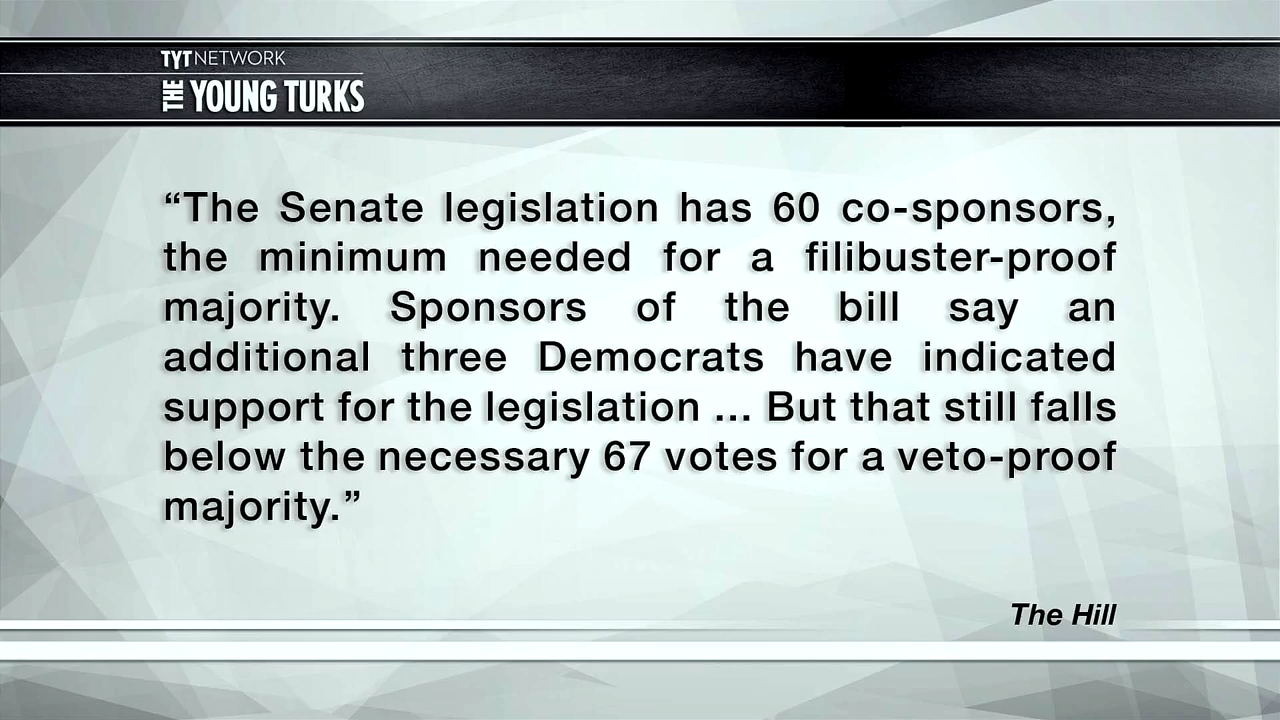 TYT NETWORK
THE YOUNG TURKS
“The Senate legislation has 60 co-sponsors,
the minimum needed for a filibuster-proof
majority. Sponsors of the bill say an
additional three Democrats have indicated
support for the legislation ... But that still falls
below the necessary 67 votes for a veto-proof
majority.”
The Hill